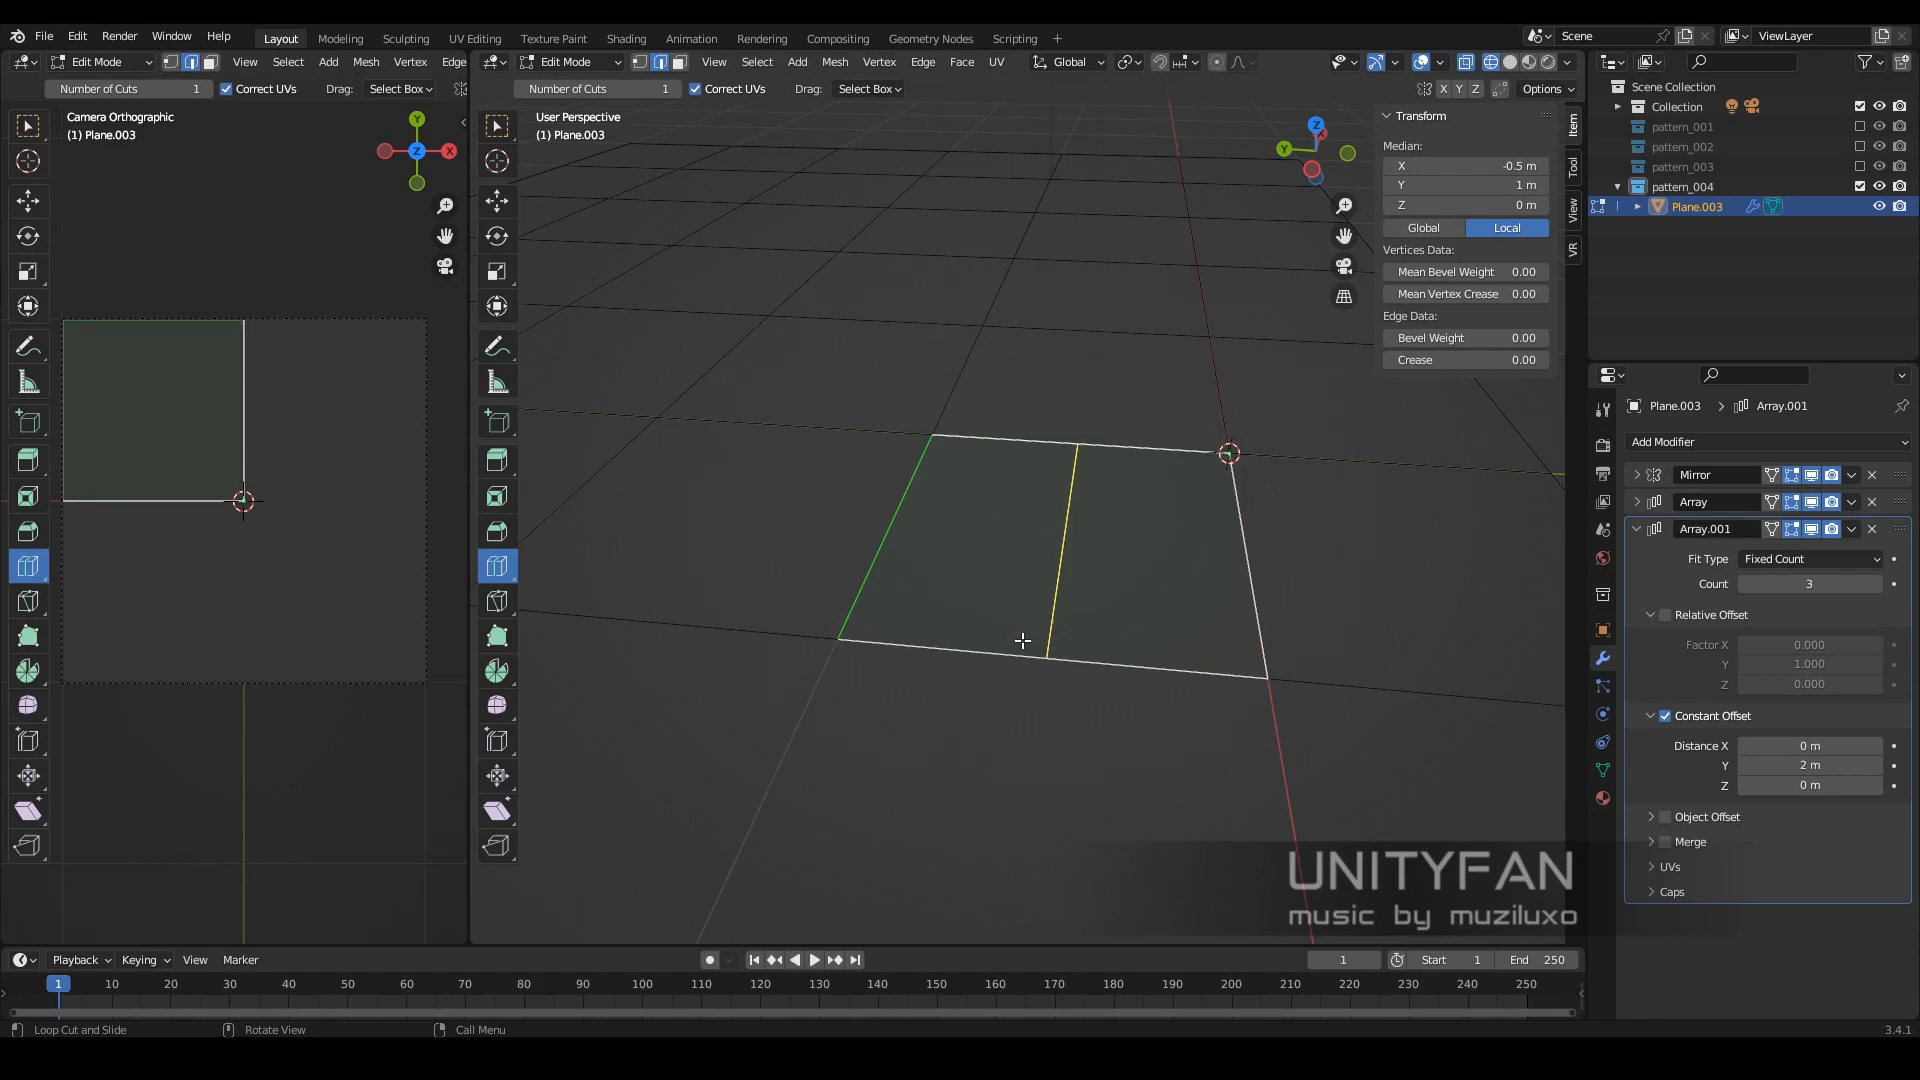 File Edit Render Window Help Layout Modeling Sculpting UV Editing Texture Paint Shading Animation Rendering Compositing Geometry Nodes Scripting + Scene ViewLayer
Edit Mode View Select Add Mesh Vertex Edge
Edit Mode View Select Add Mesh Vertex Edge Face UV Global
Number of Cuts 1 Correct UVs Drag: Select Box
Number of Cuts 1 Correct UVs Drag: Select Box X Y Z Options
Camera Orthographic
(1) Plane.003
Y
Z
X
User Perspective
(1) Plane.003
Z
X
Y
Transform
Median:
X -0.5 m
Y 1 m
Z 0 m
Global Local
Vertices Data:
Mean Bevel Weight 0.00
Mean Vertex Crease 0.00
Edge Data:
Bevel Weight 0.00
Crease 0.00
Item
Tool
View
VR
Scene Collection
Collection
pattern_001
pattern_002
pattern_003
pattern_004
Plane.003
Plane.003 Array.001
Add Modifier
Mirror
Array
Array.001
Fit Type Fixed Count
Count 3
Relative Offset
Factor X 0.000
Y 1.000
Z 0.000
Constant Offset
Distance X 0 m
Y 2 m
Z 0 m
Object Offset
Merge
UVs
Caps
UNITYFAN
music by muziluxo
Playback Keying View Marker 1 Start 1 End 250
1 10 20 30 40 50 60 70 80 90 100 110 120 130 140 150 160 170 180 190 200 210 220 230 240 250
Loop Cut and Slide Rotate View Call Menu 3.4.1